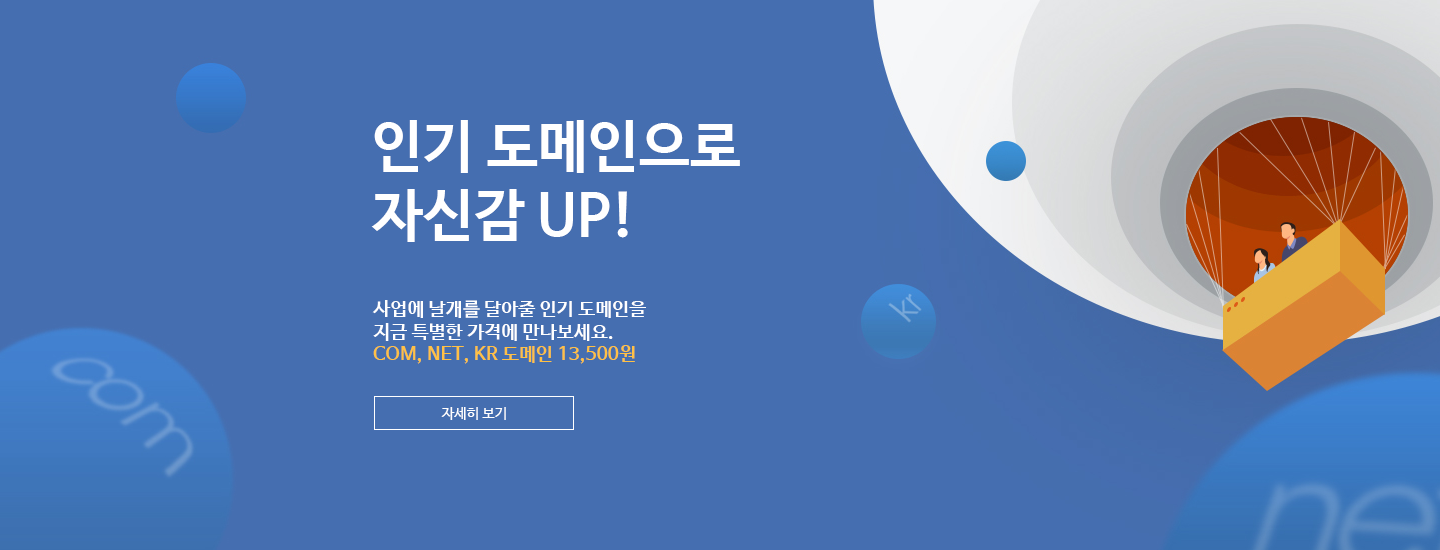 인기 도메인으로
자신감 UP!
사업에 날개를 달아줄 인기 도메인을
지금 특별한 가격에 만나보세요.
COM, NET, KR 도메인 13,500원
자세히 보기
com
kr
net